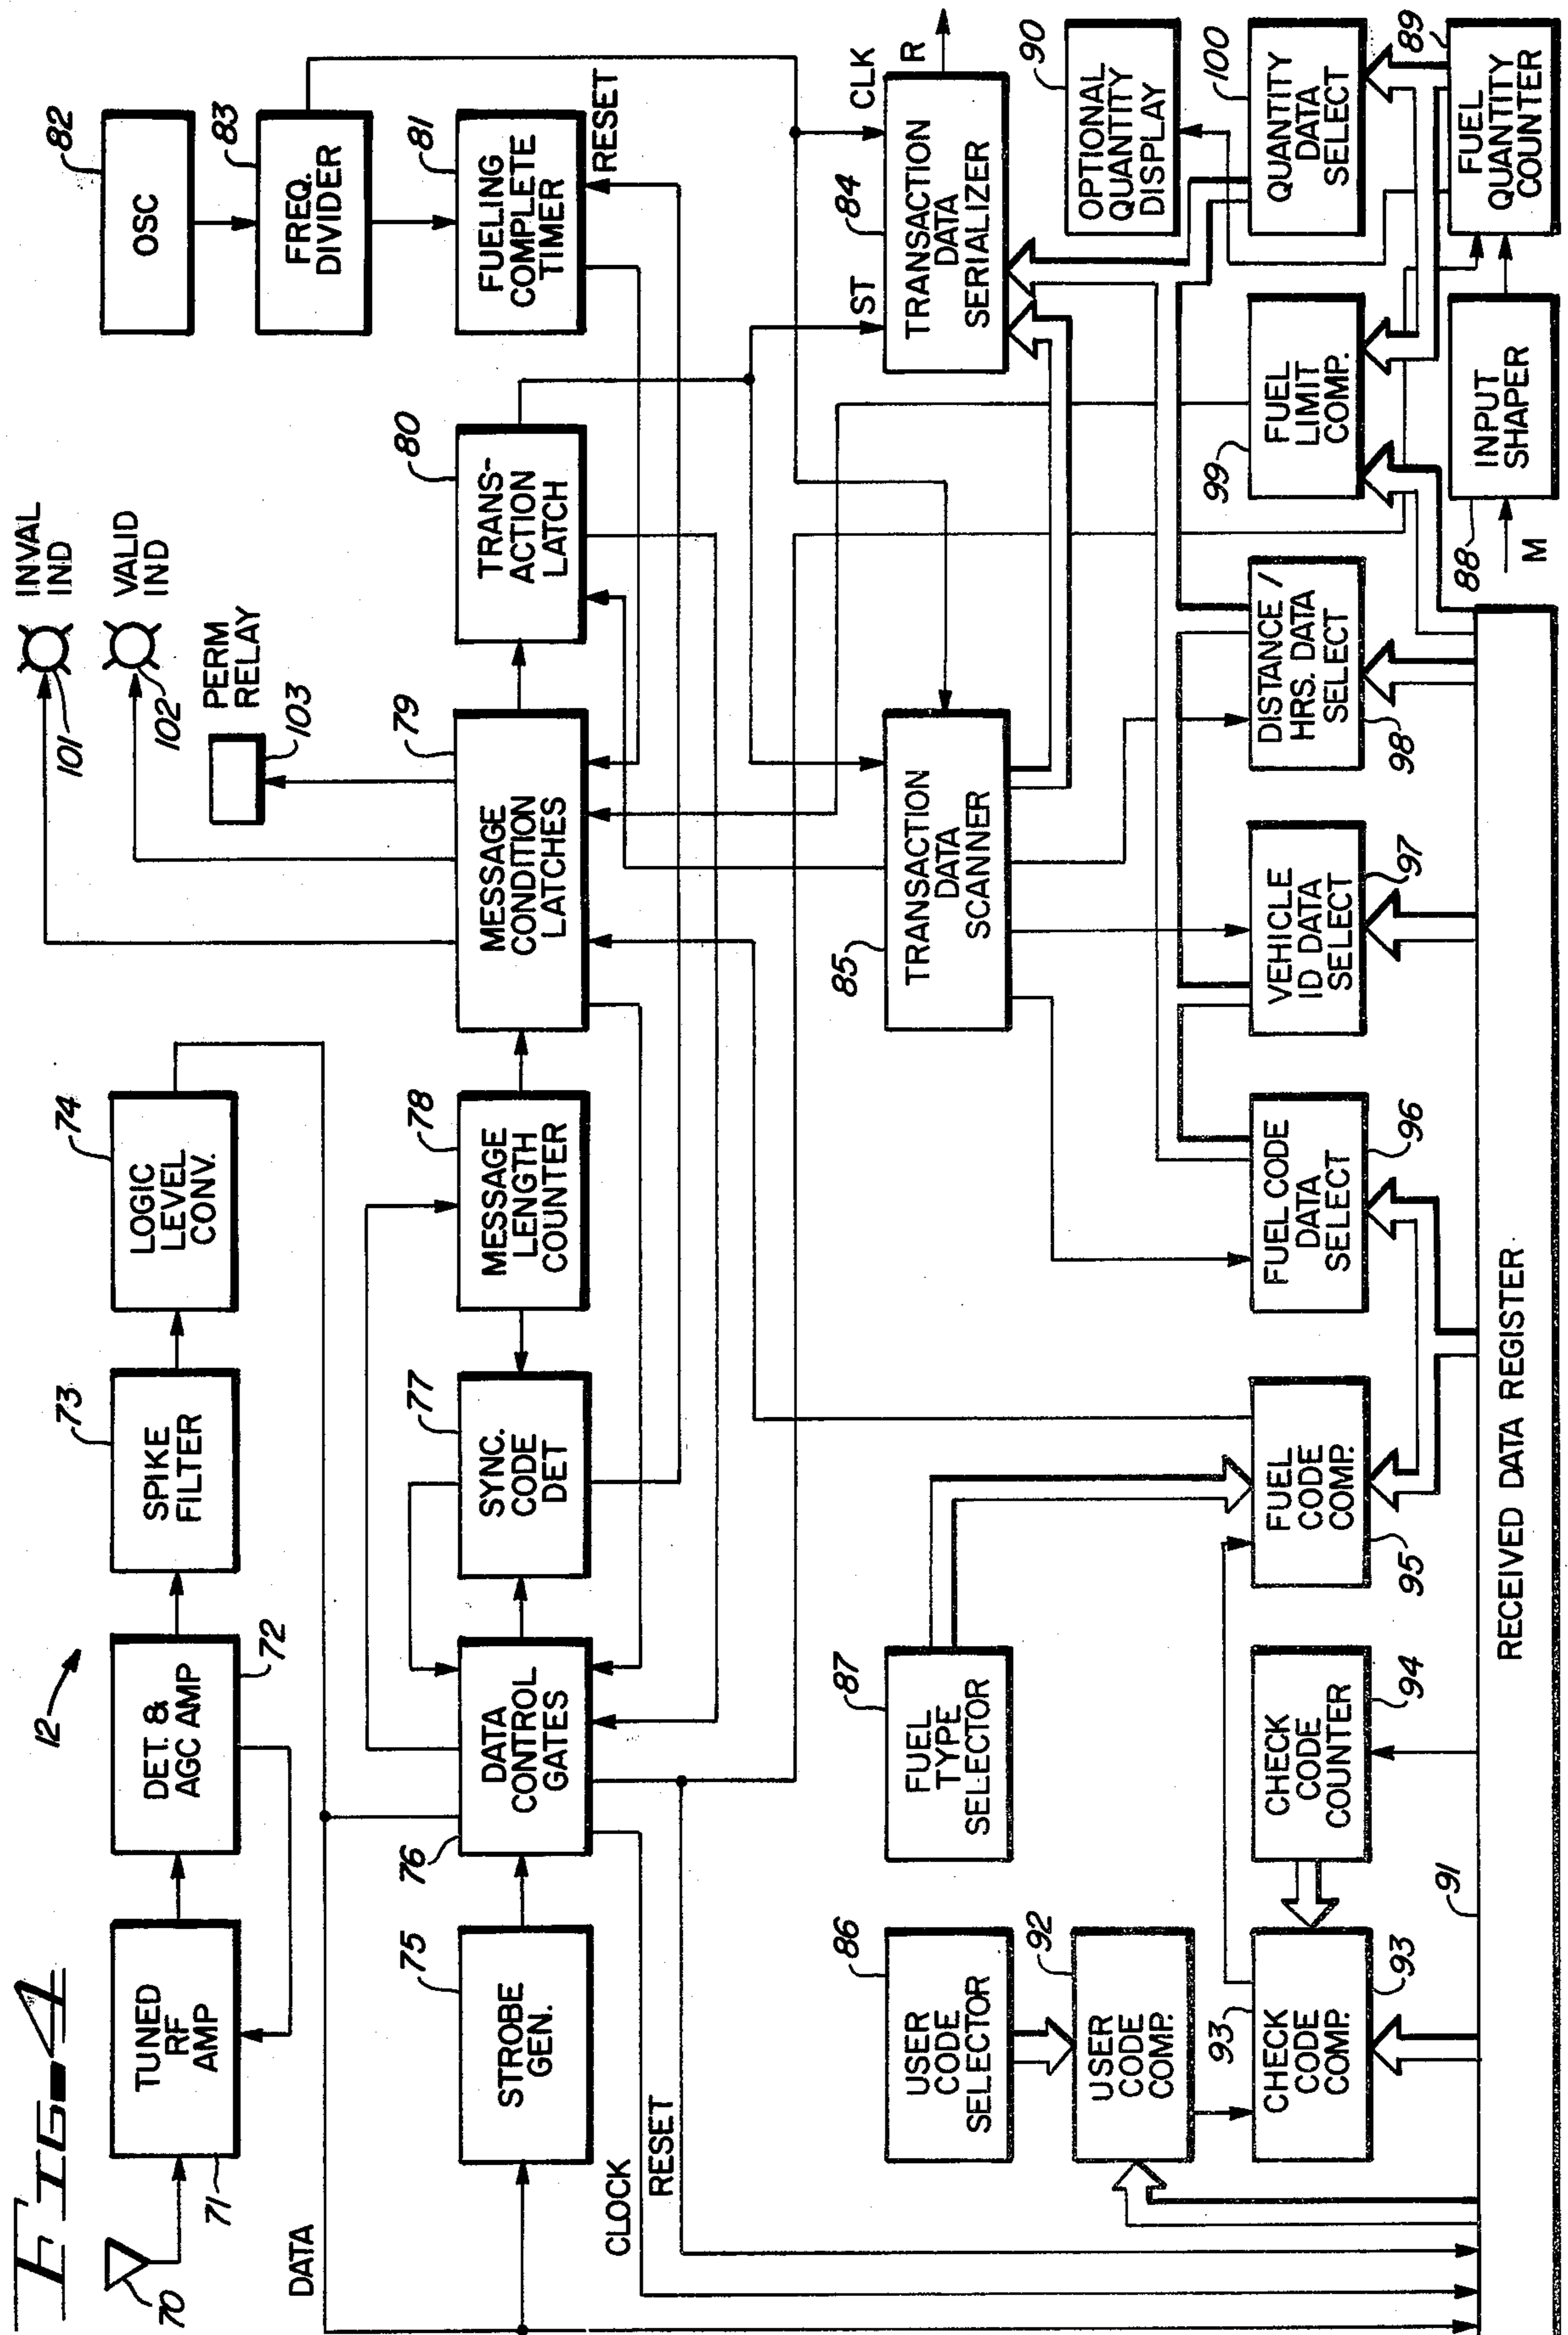 FIG-4
12
70
TUNED
RF
AMP
71
DET. &
AGC AMP
72
SPIKE
FILTER
73
LOGIC
LEVEL
CONV.
74
INVAL
IND
101
VALID
IND
102
PERM
RELAY
103
OSC
82
FREQ.
DIVIDER
83
DATA
STROBE
GEN.
75
DATA
CONTROL
GATES
76
SYNC.
CODE
DET
77
MESSAGE
LENGTH
COUNTER
78
MESSAGE
CONDITION
LATCHES
79
TRANS-
ACTION
LATCH
80
FUELING
COMPLETE
TIMER
81
RESET
CLOCK
RESET
USER
CODE
SELECTOR
86
FUEL
TYPE
SELECTOR
87
TRANSACTION
DATA
SCANNER
85
ST
CLK
TRANSACTION
DATA
SERIALIZER
84
R
USER
CODE
COMP.
92
OPTIONAL
QUANTITY
DISPLAY
90
CHECK
CODE
COMP.
93
93
CHECK
CODE
COUNTER
94
FUEL
CODE
COMP.
95
FUEL CODE
DATA
SELECT
96
VEHICLE
ID DATA
SELECT
97
DISTANCE /
HRS. DATA
SELECT
98
FUEL
LIMIT
COMP.
99
QUANTITY
DATA
SELECT
100
91
RECEIVED DATA REGISTER
M
88
INPUT
SHAPER
FUEL
QUANTITY
COUNTER
89